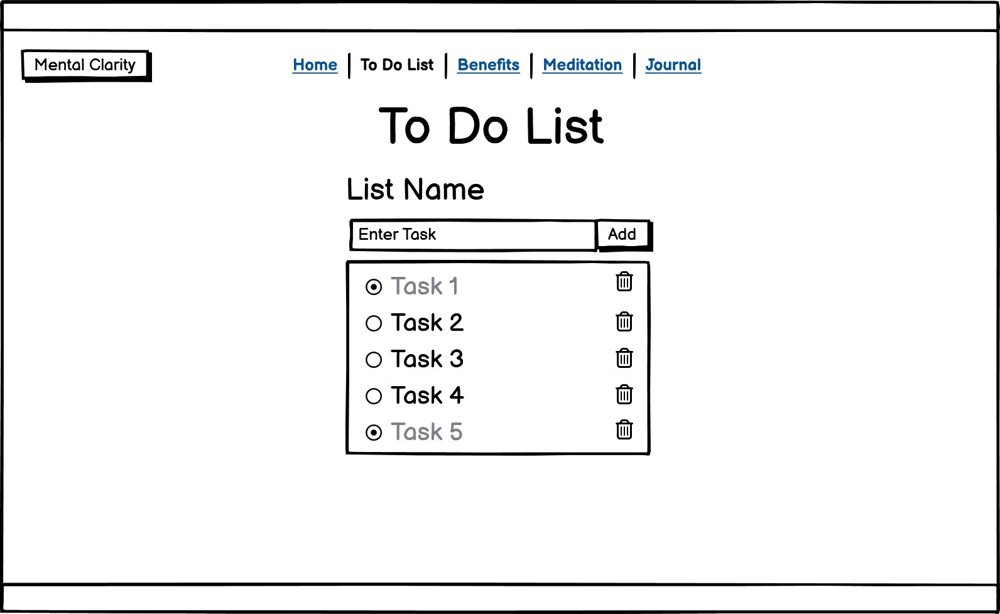 Mental Clarity
Home To Do List Benefits Meditation Journal
To Do List
List Name
Enter Task Add
Task 1
Task 2
Task 3
Task 4
Task 5